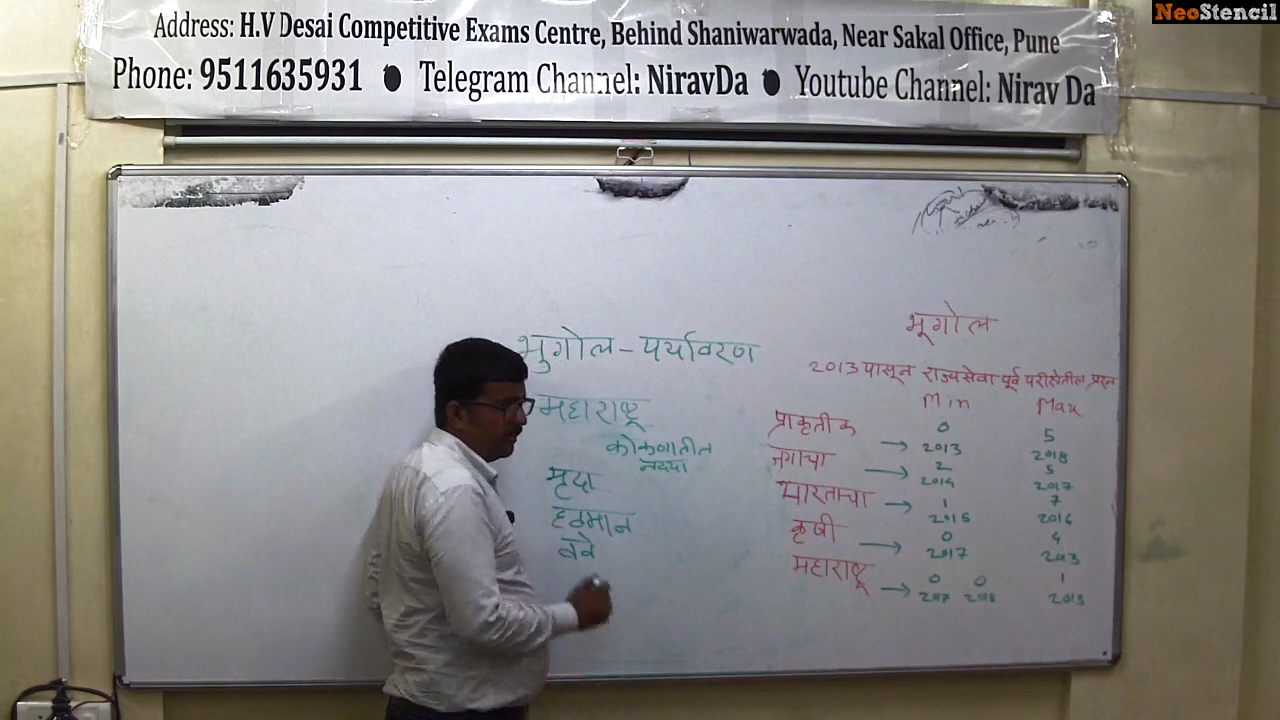 NeoStencil
Address: H.V Desai Competitive Exams Centre, Behind Shaniwarwada, Near Sakal Office, Pune
Phone: 9511635931 ● Telegram Channel: NiravDa ● Youtube Channel: Nirav Da
भुगोल - पर्यावरण
महाराष्ट्र
कोकणातील
नद्या
मृदा
हवामान
वने
भूगोल
2013 पासून राज्यसेवा पूर्व परीक्षेतील प्रश्न
Min Max
प्राकृतीक → 0 5
2013 2018
जगाचा → 2 5
2014 2017
भारताचा → 1 7
2015 2016
कृषी → 0 4
2017 2013
महाराष्ट्र → 0 0 1
2017 2018 2013